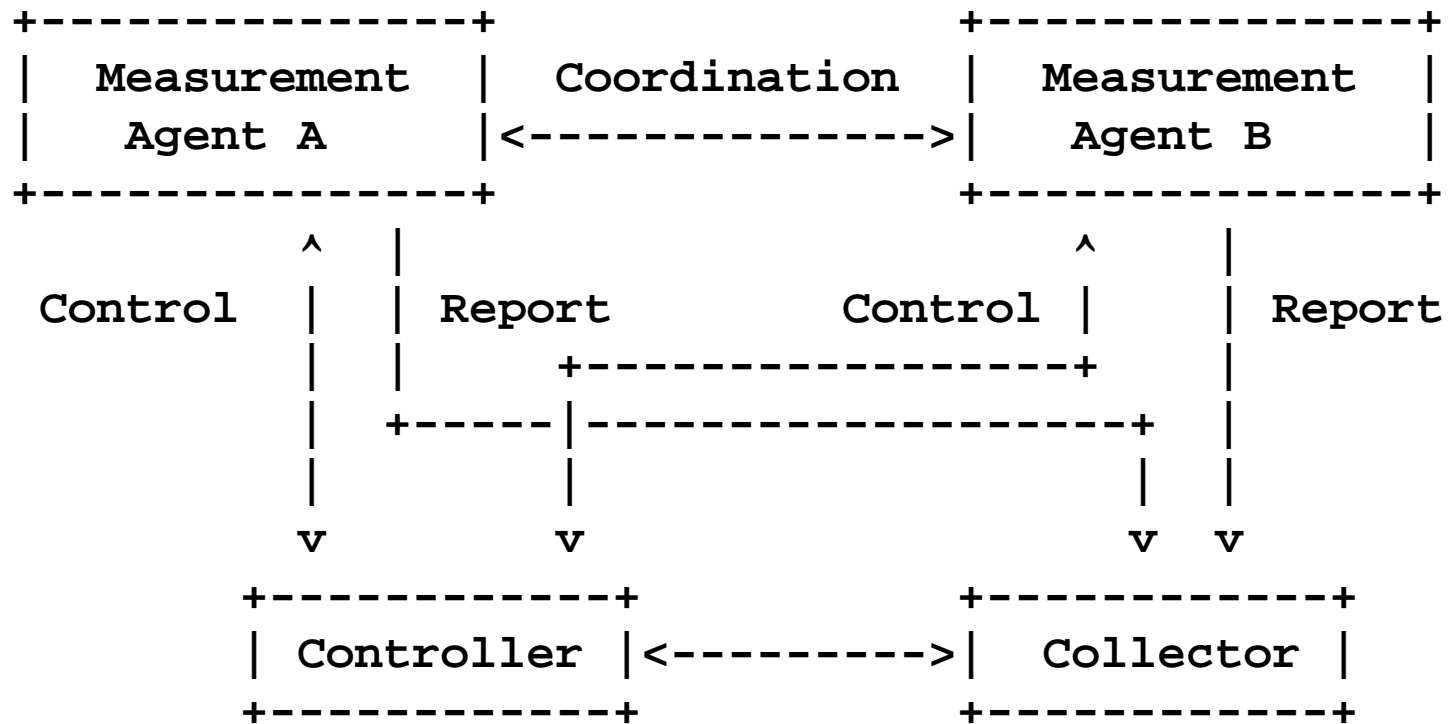 +---------------+                +---------------+
|  Measurement  |  Coordination  |  Measurement  |
|   Agent A     |<-------------->|   Agent B     |
+---------------+                +---------------+
          ^  |                       ^    |
 Control  |  | Report        Control |    | Report
          |  |     +-----------------+    |
          |  +-----|-------------------+  |
          |        |                   |  |
          v        v                   v  v
        +------------+           +------------+
        | Controller |<--------->|  Collector |
        +------------+           +------------+